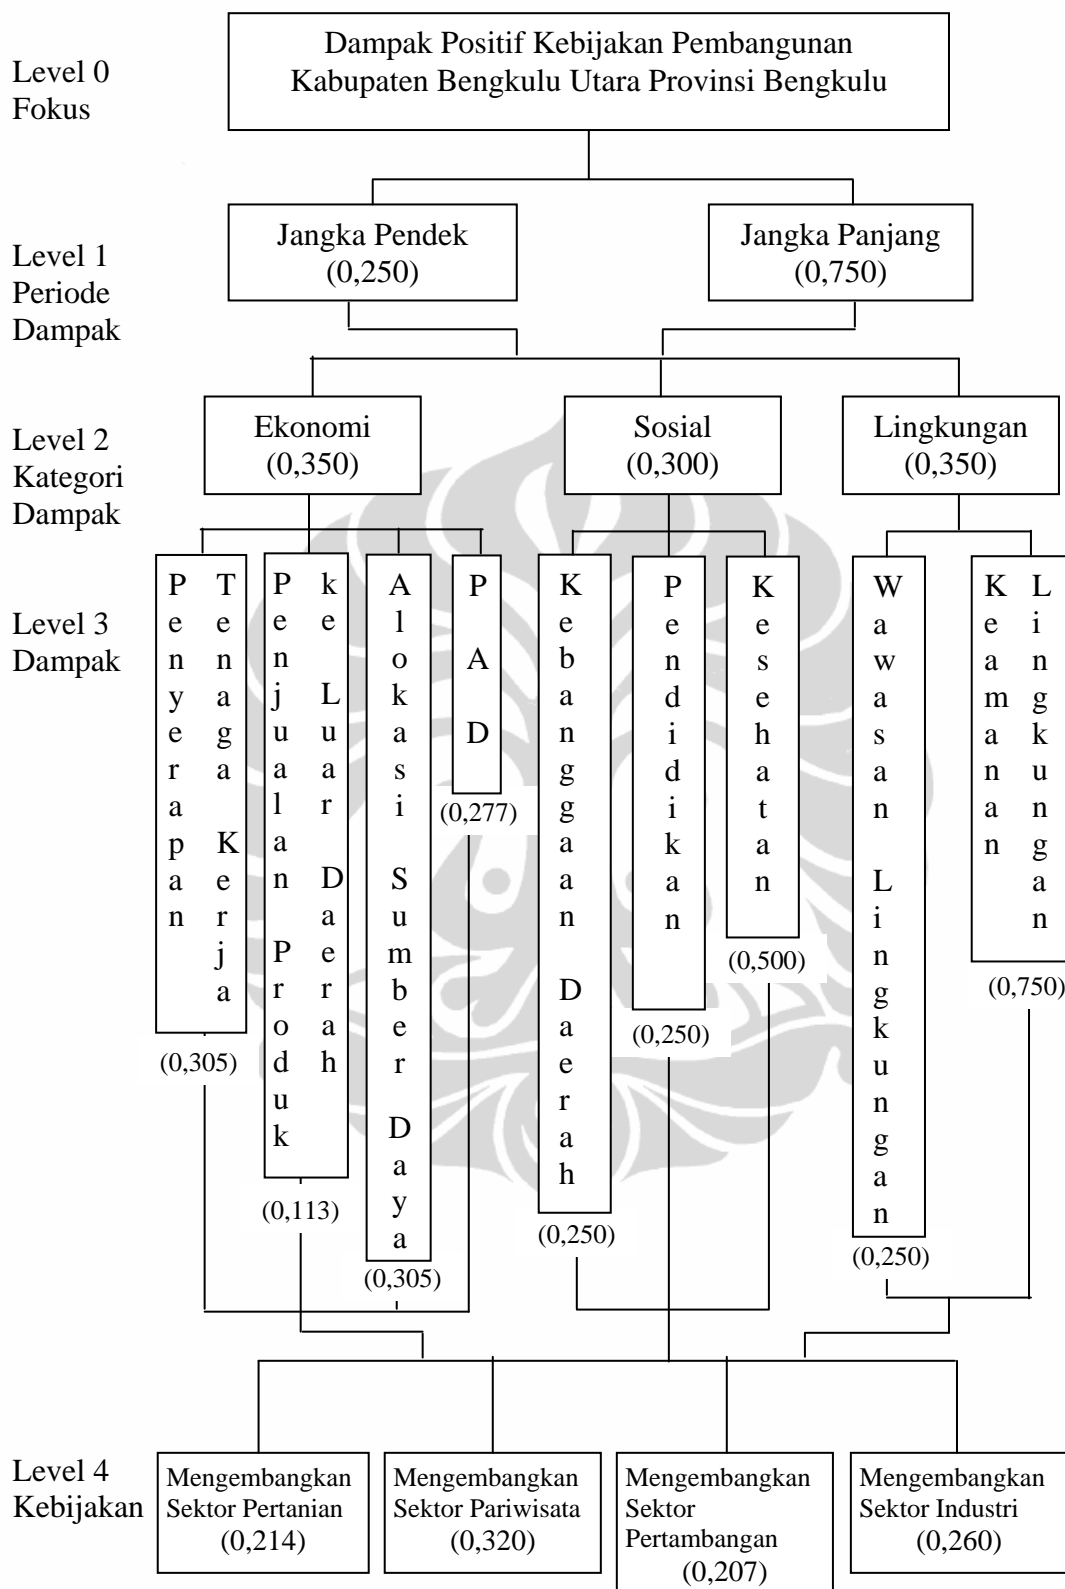 Level 0
Fokus
Dampak Positif Kebijakan Pembangunan
Kabupaten Bengkulu Utara Provinsi Bengkulu
Level 1
Periode
Dampak
Jangka Pendek
(0,250)
Jangka Panjang
(0,750)
Level 2
Kategori
Dampak
Ekonomi
(0,350)
Sosial
(0,300)
Lingkungan
(0,350)
Level 3
Dampak
Penyerapan
Tenaga Kerja
(0,305)
Penjualan Produk
ke Luar Daerah
(0,113)
Alokasi Sumber Daya
(0,305)
P A D
(0,277)
Kebanggaan Daerah
(0,250)
Pendidikan
(0,250)
Kesehatan
(0,500)
Wawasan Lingkungan
(0,250)
Keamanan
Lingkungan
(0,750)
Level 4
Kebijakan
Mengembangkan
Sektor Pertanian
(0,214)
Mengembangkan
Sektor Pariwisata
(0,320)
Mengembangkan
Sektor
Pertambangan
(0,207)
Mengembangkan
Sektor Industri
(0,260)